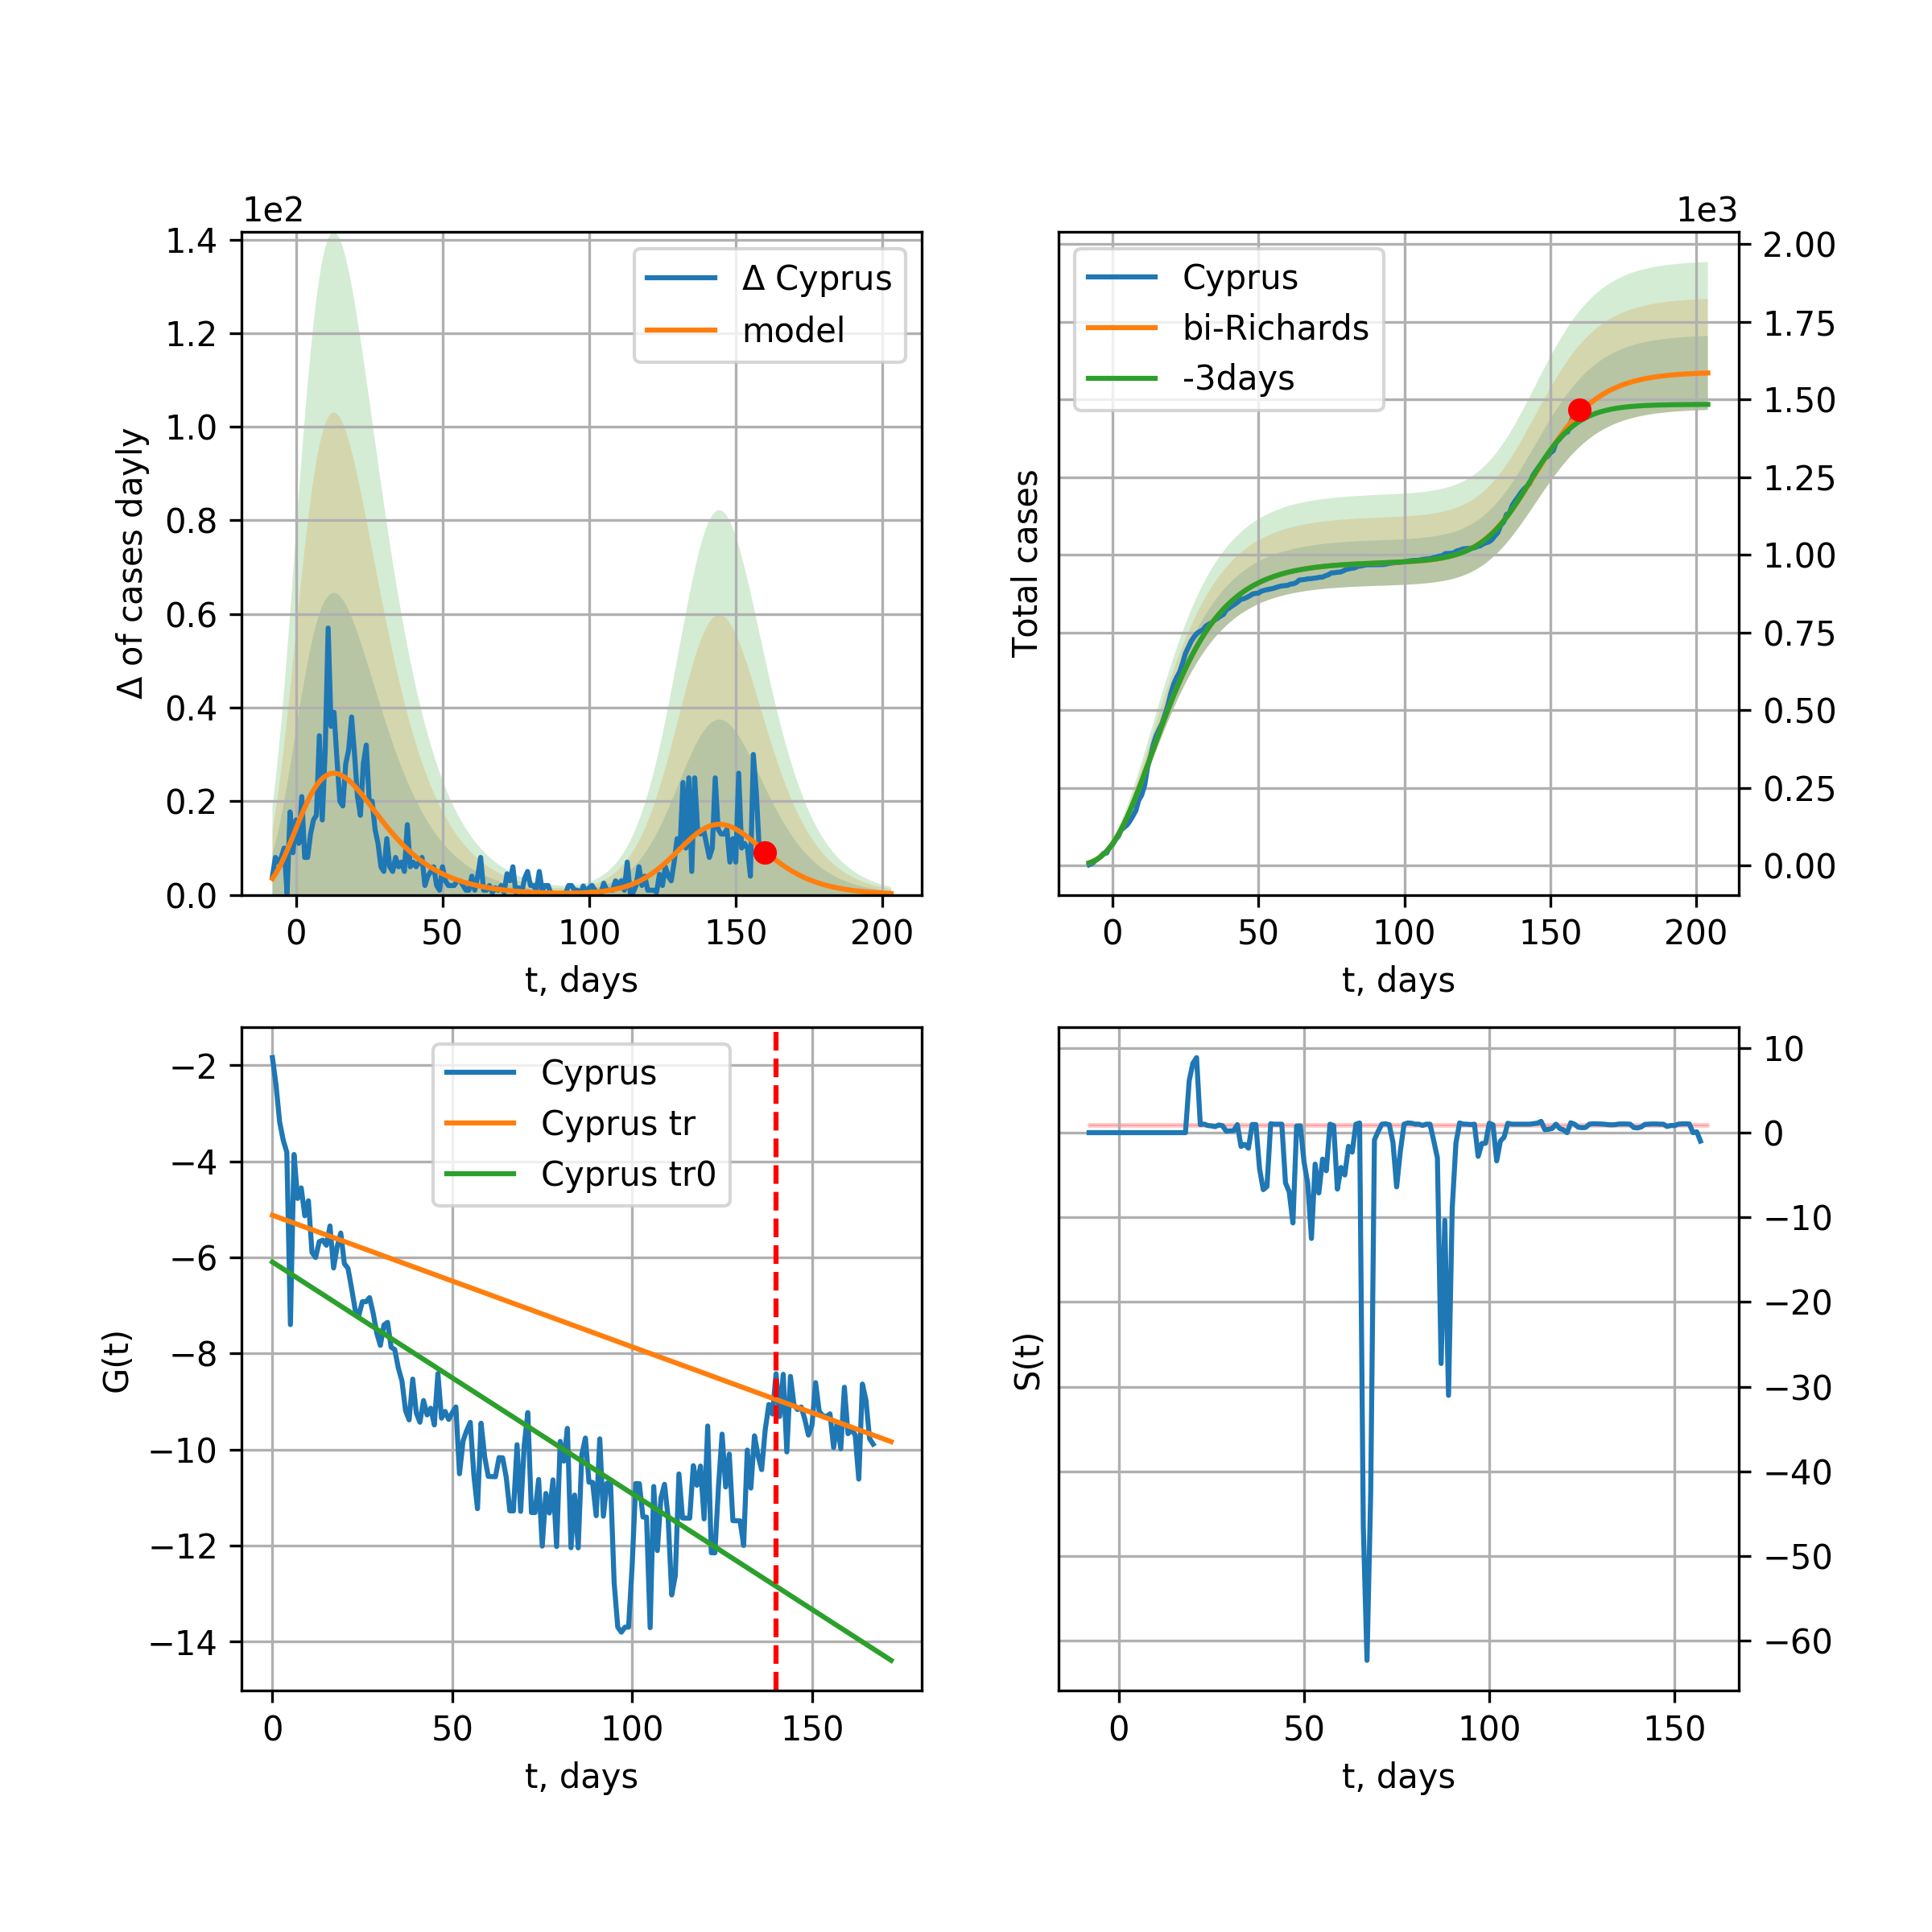 1e2
1.4
1.2
1.0
0.8
0.6
0.4
0.2
0.0
Δ of cases dayly
Δ Cyprus
model
0 50 100 150 200
t, days
1e3
Total cases
Cyprus
bi-Richards
-3days
2.00
1.75
1.50
1.25
1.00
0.75
0.50
0.25
0.00
0 50 100 150 200
t, days
−2
−4
−6
−8
−10
−12
−14
G(t)
Cyprus
Cyprus tr
Cyprus tr0
0 50 100 150
t, days
S(t)
10
0
−10
−20
−30
−40
−50
−60
0 50 100 150
t, days